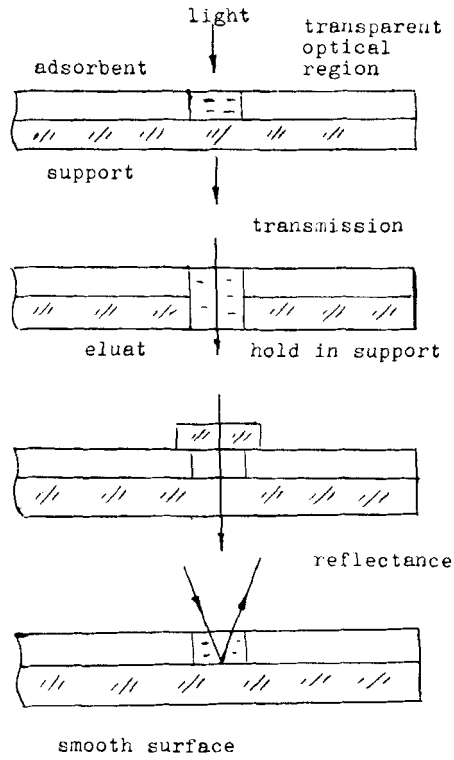 light
transparent
optical
region
adsorbent
support
transmission
eluat
hold in support
reflectance
smooth surface